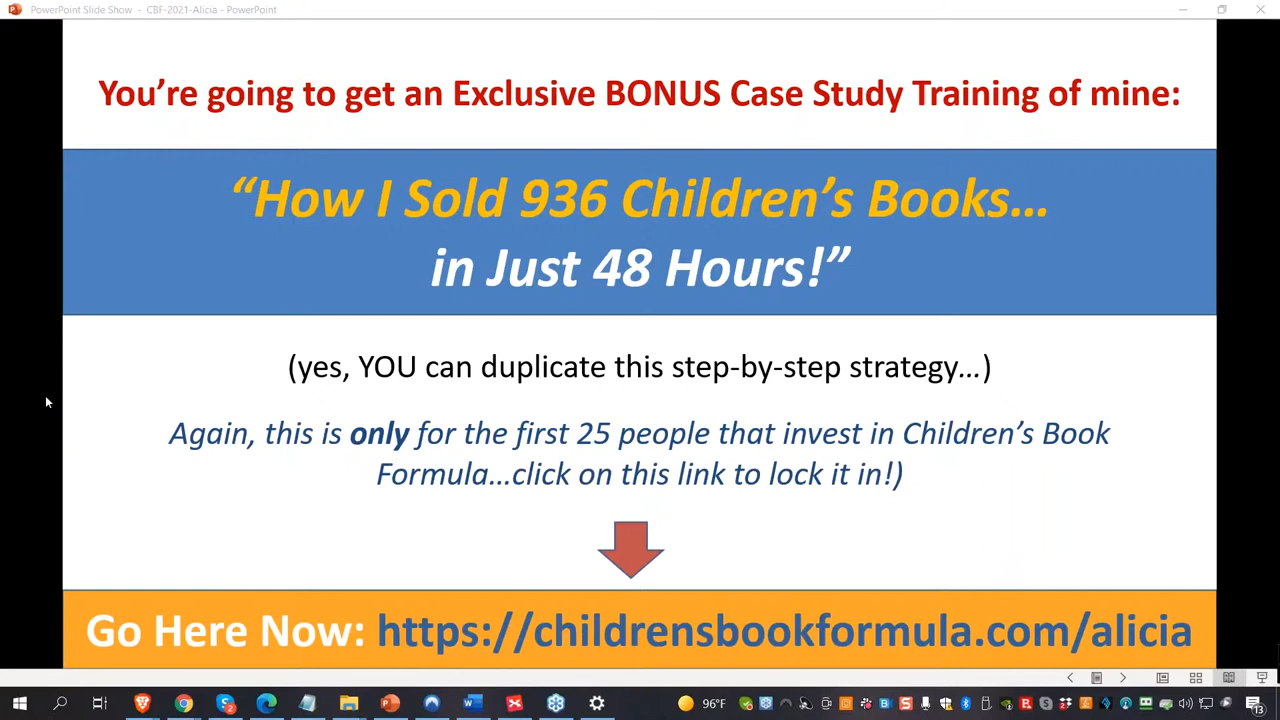 PowerPoint Slide Show - CBF-2021-Alicia - PowerPoint
You’re going to get an Exclusive BONUS Case Study Training of mine:
“How I Sold 936 Children’s Books…
in Just 48 Hours!”
(yes, YOU can duplicate this step-by-step strategy…)
Again, this is only for the first 25 people that invest in Children’s Book
Formula…click on this link to lock it in!)
Go Here Now: https://childrensbookformula.com/alicia
96°F
13